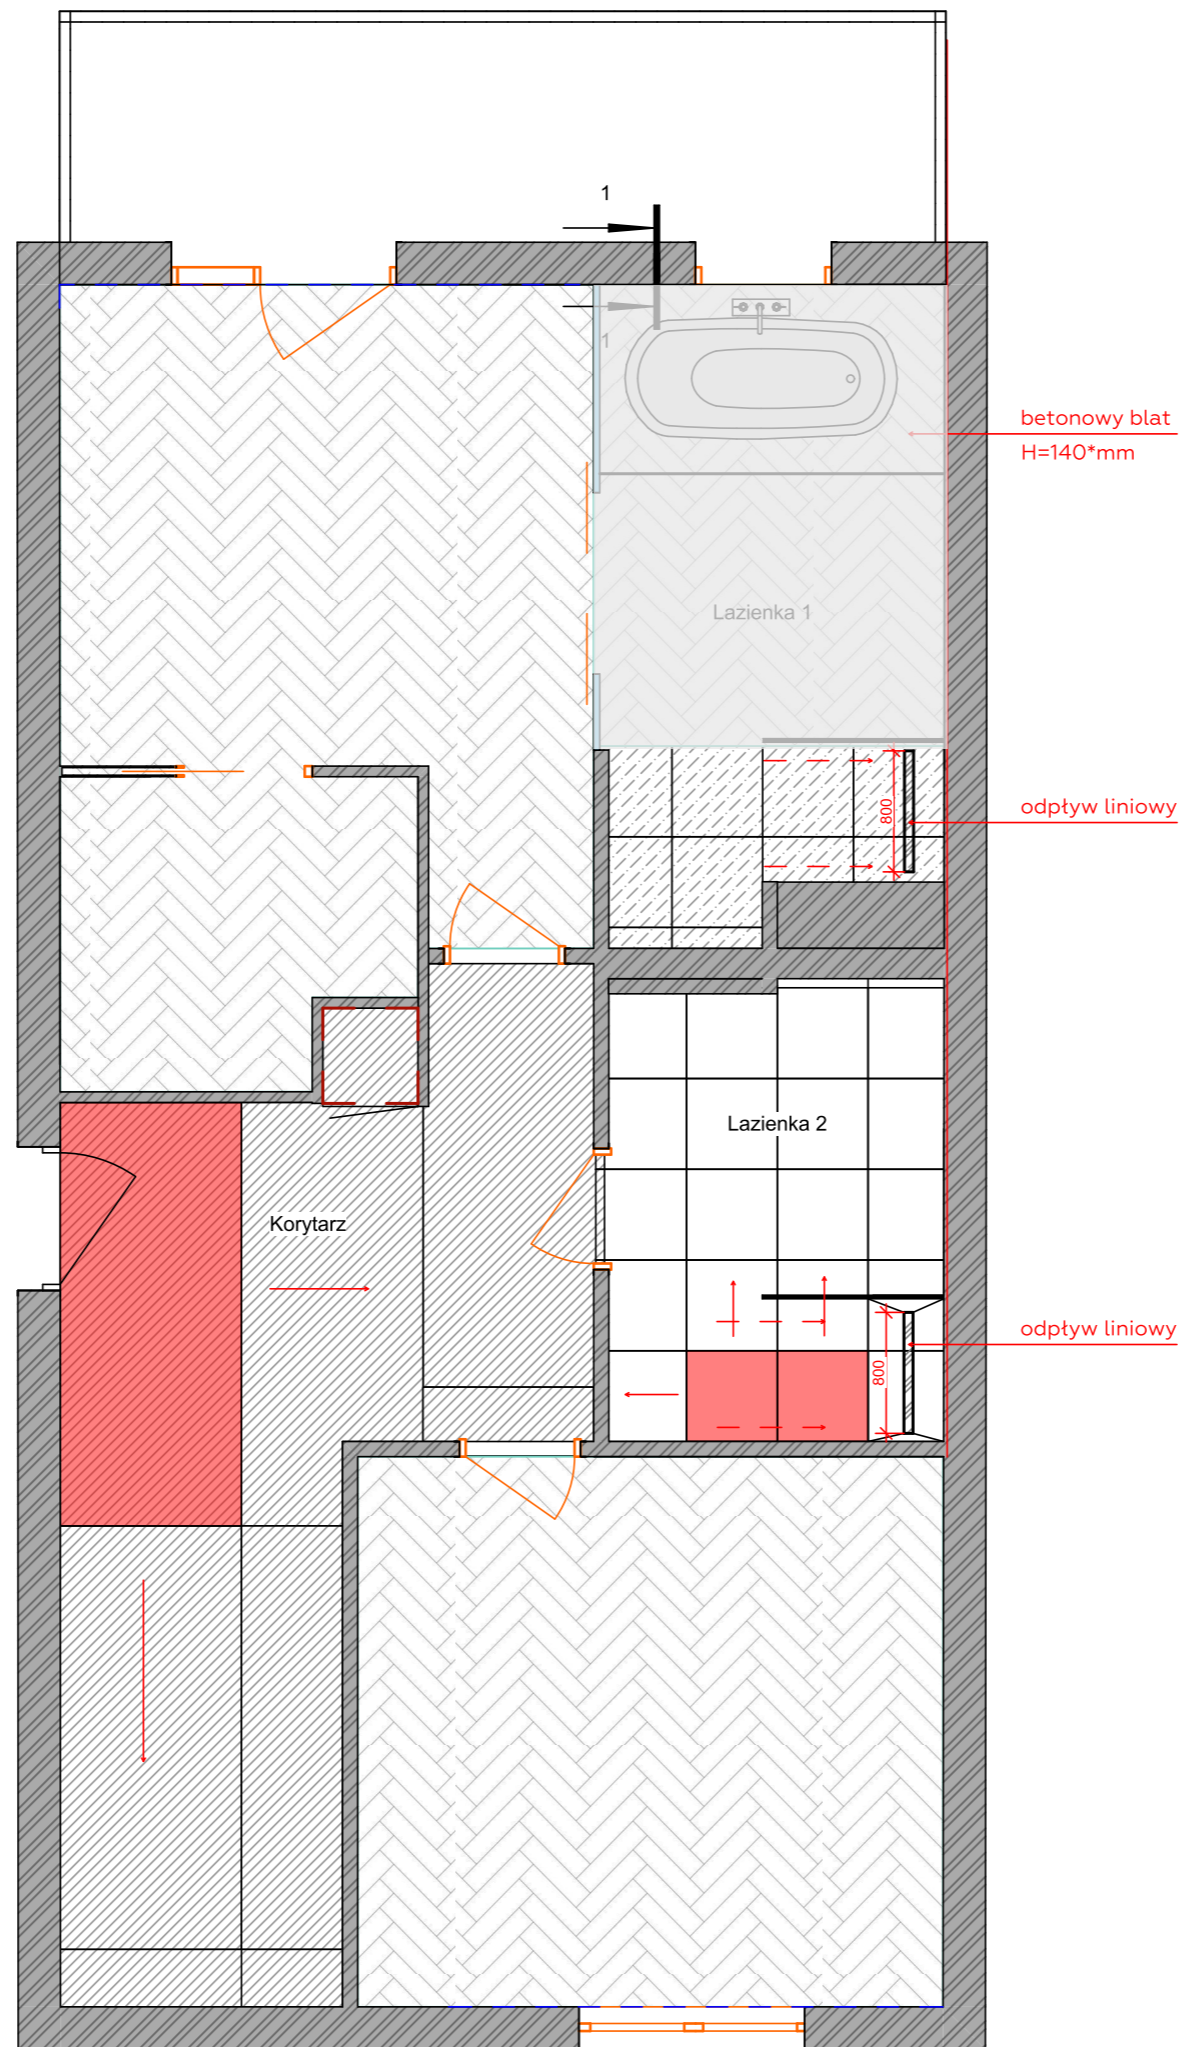 1
1
betonowy blat
H=140*mm
Lazienka 1
800
odpływ liniowy
Lazienka 2
Korytarz
odpływ liniowy
800